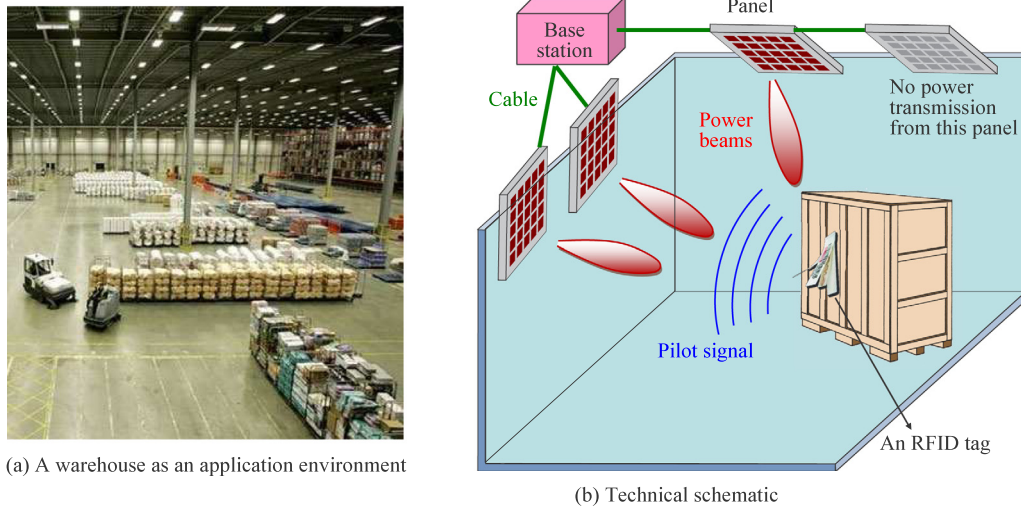 Panel
Base
station
Cable
Power
beams
No power
transmission
from this panel
Pilot signal
An RFID tag
(a) A warehouse as an application environment
(b) Technical schematic